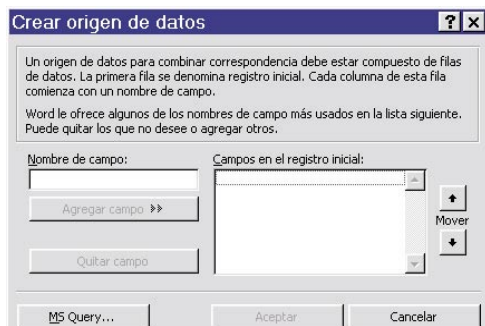 Crear origen de datos
Un origen de datos para combinar correspondencia debe estar compuesto de filas
de datos. La primera fila se denomina registro inicial. Cada columna de esta fila
comienza con un nombre de campo.
Word le ofrece algunos de los nombres de campo más usados en la lista siguiente.
Puede quitar los que no desee o agregar otros.
Nombre de campo:
Campos en el registro inicial:
Agregar campo
Mover
Quitar campo
MS Query...
Aceptar
Cancelar